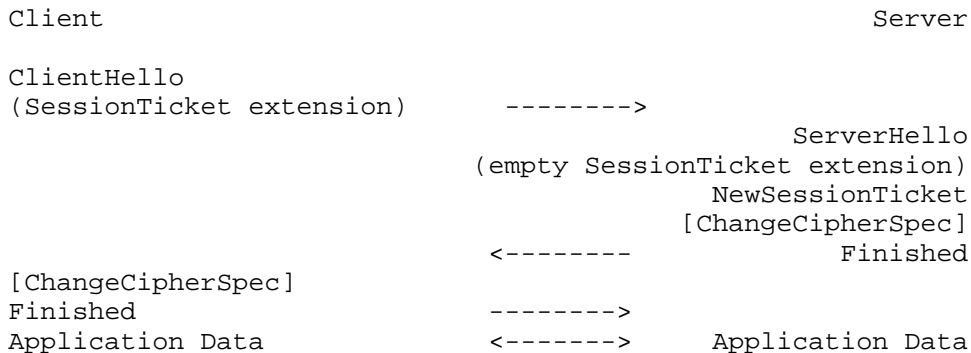 Client Server
ClientHello
(SessionTicket extension) -------->
ServerHello
(empty SessionTicket extension)
NewSessionTicket
[ChangeCipherSpec]
<-------- Finished
[ChangeCipherSpec]
Finished -------->
Application Data <-------> Application Data